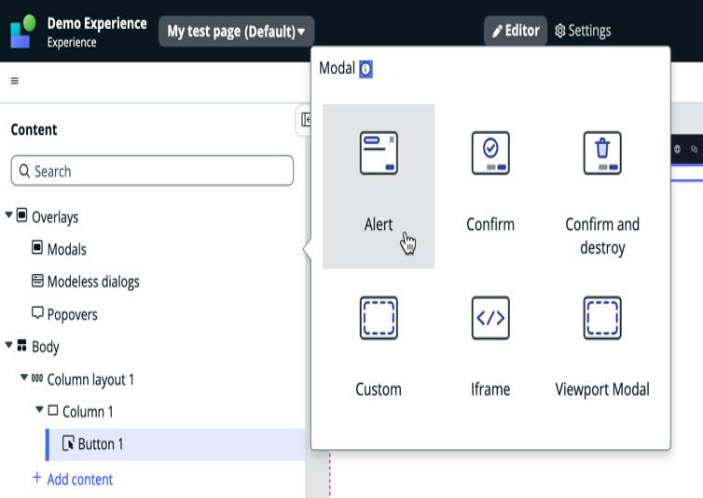 Demo Experience
Experience
My test page (Default)
Editor
Settings
Modal
Content
Search
Overlays
Modals
Modeless dialogs
Popovers
Body
Column layout 1
Column 1
Button 1
+ Add content
Alert
Confirm
Confirm and
destroy
Custom
</>
Iframe
Viewport Modal